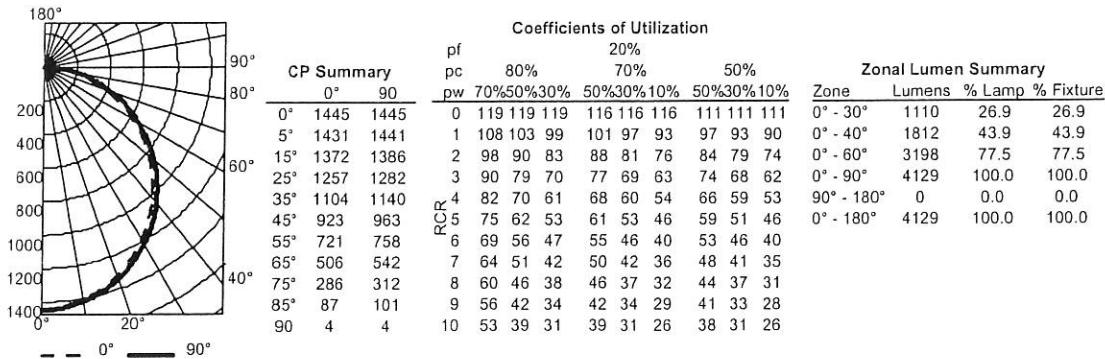 180°
90°
80°
60°
40°
20°
0°
200
400
600
800
1000
1200
1400
0° 90°
CP Summary
0° 90
0° 1445 1445
5° 1431 1441
15° 1372 1386
25° 1257 1282
35° 1104 1140
45° 923 963
55° 721 758
65° 506 542
75° 286 312
85° 87 101
90 4 4
Coefficients of Utilization
pf 20%
pc 80% 70% 50%
pw 70%50%30% 50%30%10% 50%30%10%
RCR
0 119 119 119 116 116 116 111 111 111
1 108 103 99 101 97 93 97 93 90
2 98 90 83 88 81 76 84 79 74
3 90 79 70 77 69 63 74 68 62
4 82 70 61 68 60 54 66 59 53
5 75 62 53 61 53 46 59 51 46
6 69 56 47 55 46 40 53 46 40
7 64 51 42 50 42 36 48 41 35
8 60 46 38 46 37 32 44 37 31
9 56 42 34 42 34 29 41 33 28
10 53 39 31 39 31 26 38 31 26
Zonal Lumen Summary
Zone Lumens % Lamp % Fixture
0° - 30° 1110 26.9 26.9
0° - 40° 1812 43.9 43.9
0° - 60° 3198 77.5 77.5
0° - 90° 4129 100.0 100.0
90° - 180° 0 0.0 0.0
0° - 180° 4129 100.0 100.0